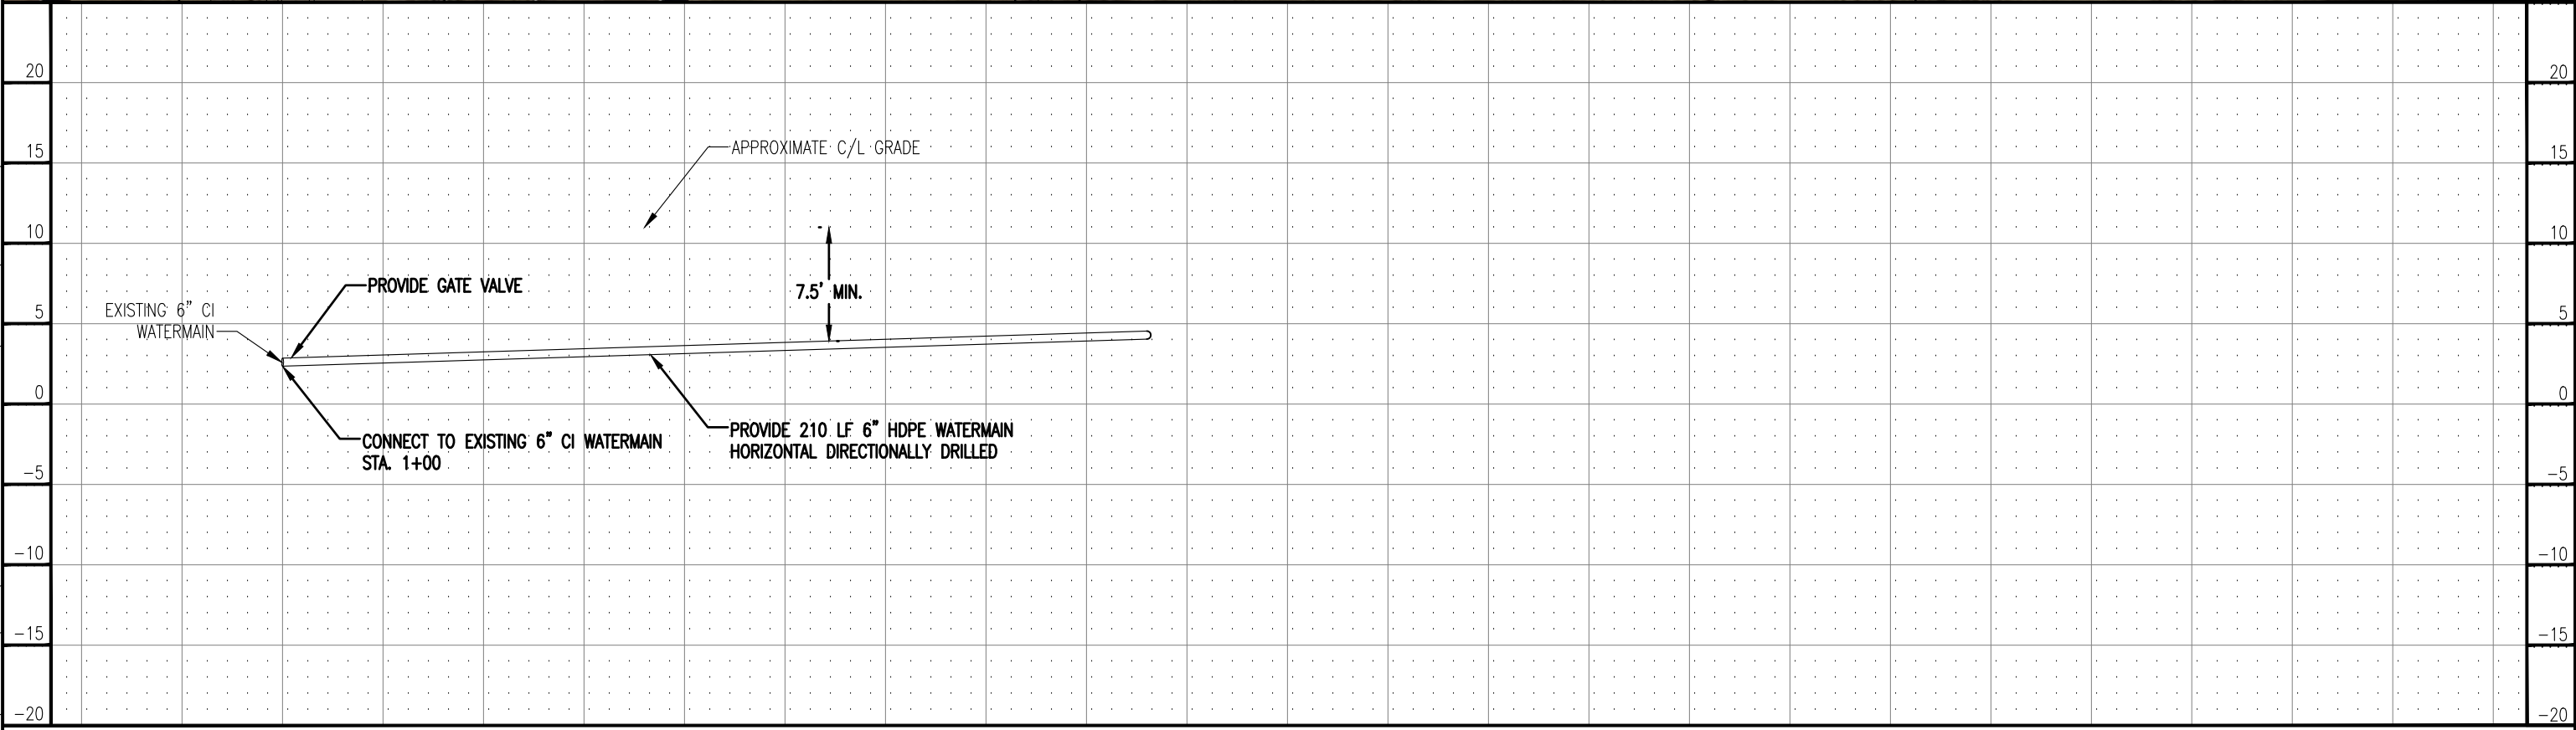 20
20
APPROXIMATE C/L GRADE
15
15
10
10
PROVIDE GATE VALVE
7.5' MIN.
EXISTING 6" CI
WATERMAIN
5
5
0
0
PROVIDE 210 LF 6" HDPE WATERMAIN
HORIZONTAL DIRECTIONALLY DRILLED
CONNECT TO EXISTING 6" CI WATERMAIN
STA. 1+00
-5
-5
-10
-10
-15
-15
-20
-20